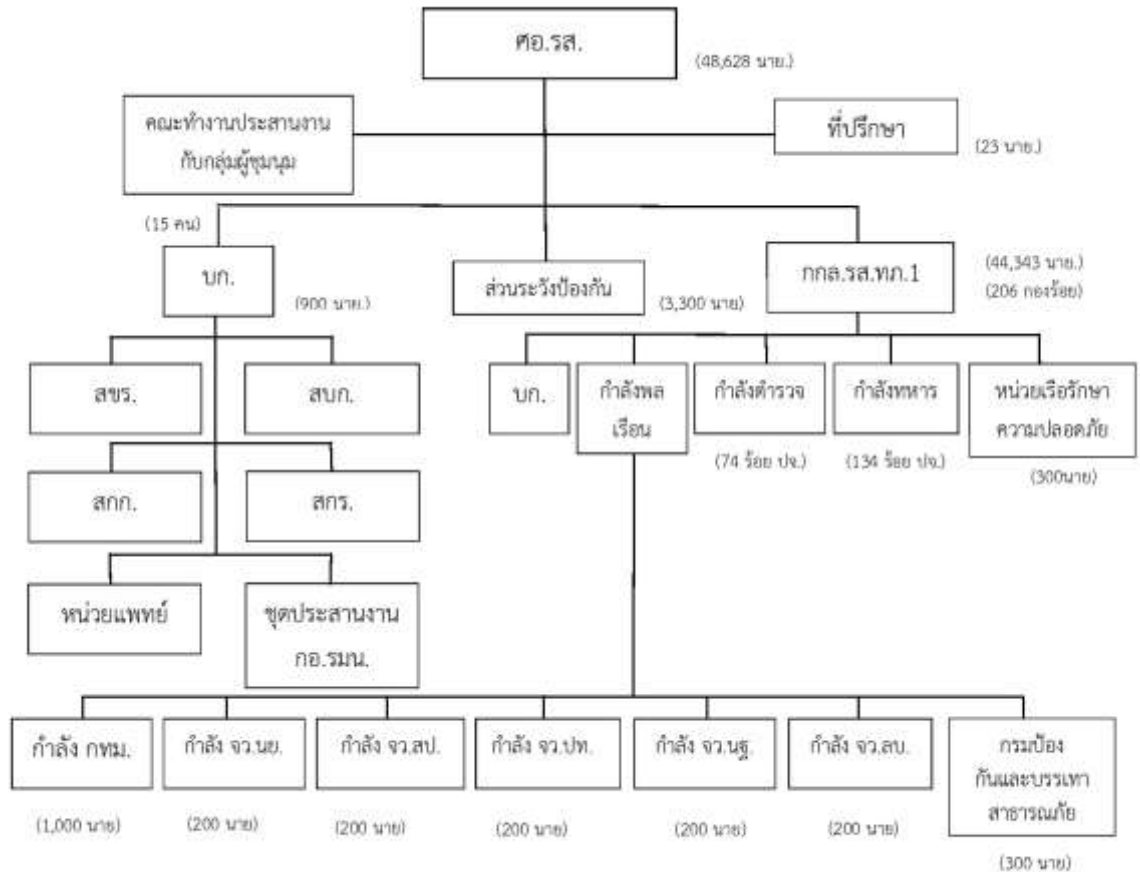 ศอ.รส.
(48,628 นาย.)
คณะทำงานประสานงาน
กับกลุ่มผู้ชุมนุม
ที่ปรึกษา
(23 นาย.)
(15 คน)
บก.
(900 นาย.)
ส่วนระวังป้องกัน
(3,300 นาย)
กกล.รส.ทภ.1
(44,343 นาย.)
(206 กองร้อย)
สขร.
สบก.
สกก.
สกร.
หน่วยแพทย์
ชุดประสานงาน
กอ.รมน.
บก.
กำลังพล
เรือน
กำลังตำรวจ
(74 ร้อย ปจ.)
กำลังทหาร
(134 ร้อย ปจ.)
หน่วยเรือรักษา
ความปลอดภัย
(300นาย)
กำลัง กทม.
(1,000 นาย)
กำลัง จว.นย.
(200 นาย)
กำลัง จว.สป.
(200 นาย)
กำลัง จว.ปท.
(200 นาย)
กำลัง จว.นฐ.
(200 นาย)
กำลัง จว.ลบ.
(200 นาย)
กรมป้อง
กันและบรรเทา
สาธารณภัย
(300 นาย)